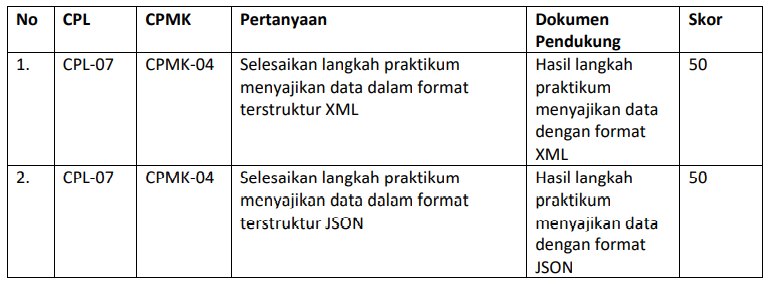 No CPL CPMK Pertanyaan Dokumen Pendukung Skor
1. CPL-07 CPMK-04 Selesaikan langkah praktikum Hasil langkah 50
menyajikan data dalam format praktikum
terstruktur XML menyajikan data
dengan format
XML
2. CPL-07 CPMK-04 Selesaikan langkah praktikum Hasil langkah 50
menyajikan data dalam format praktikum
terstruktur JSON menyajikan data
dengan format
JSON